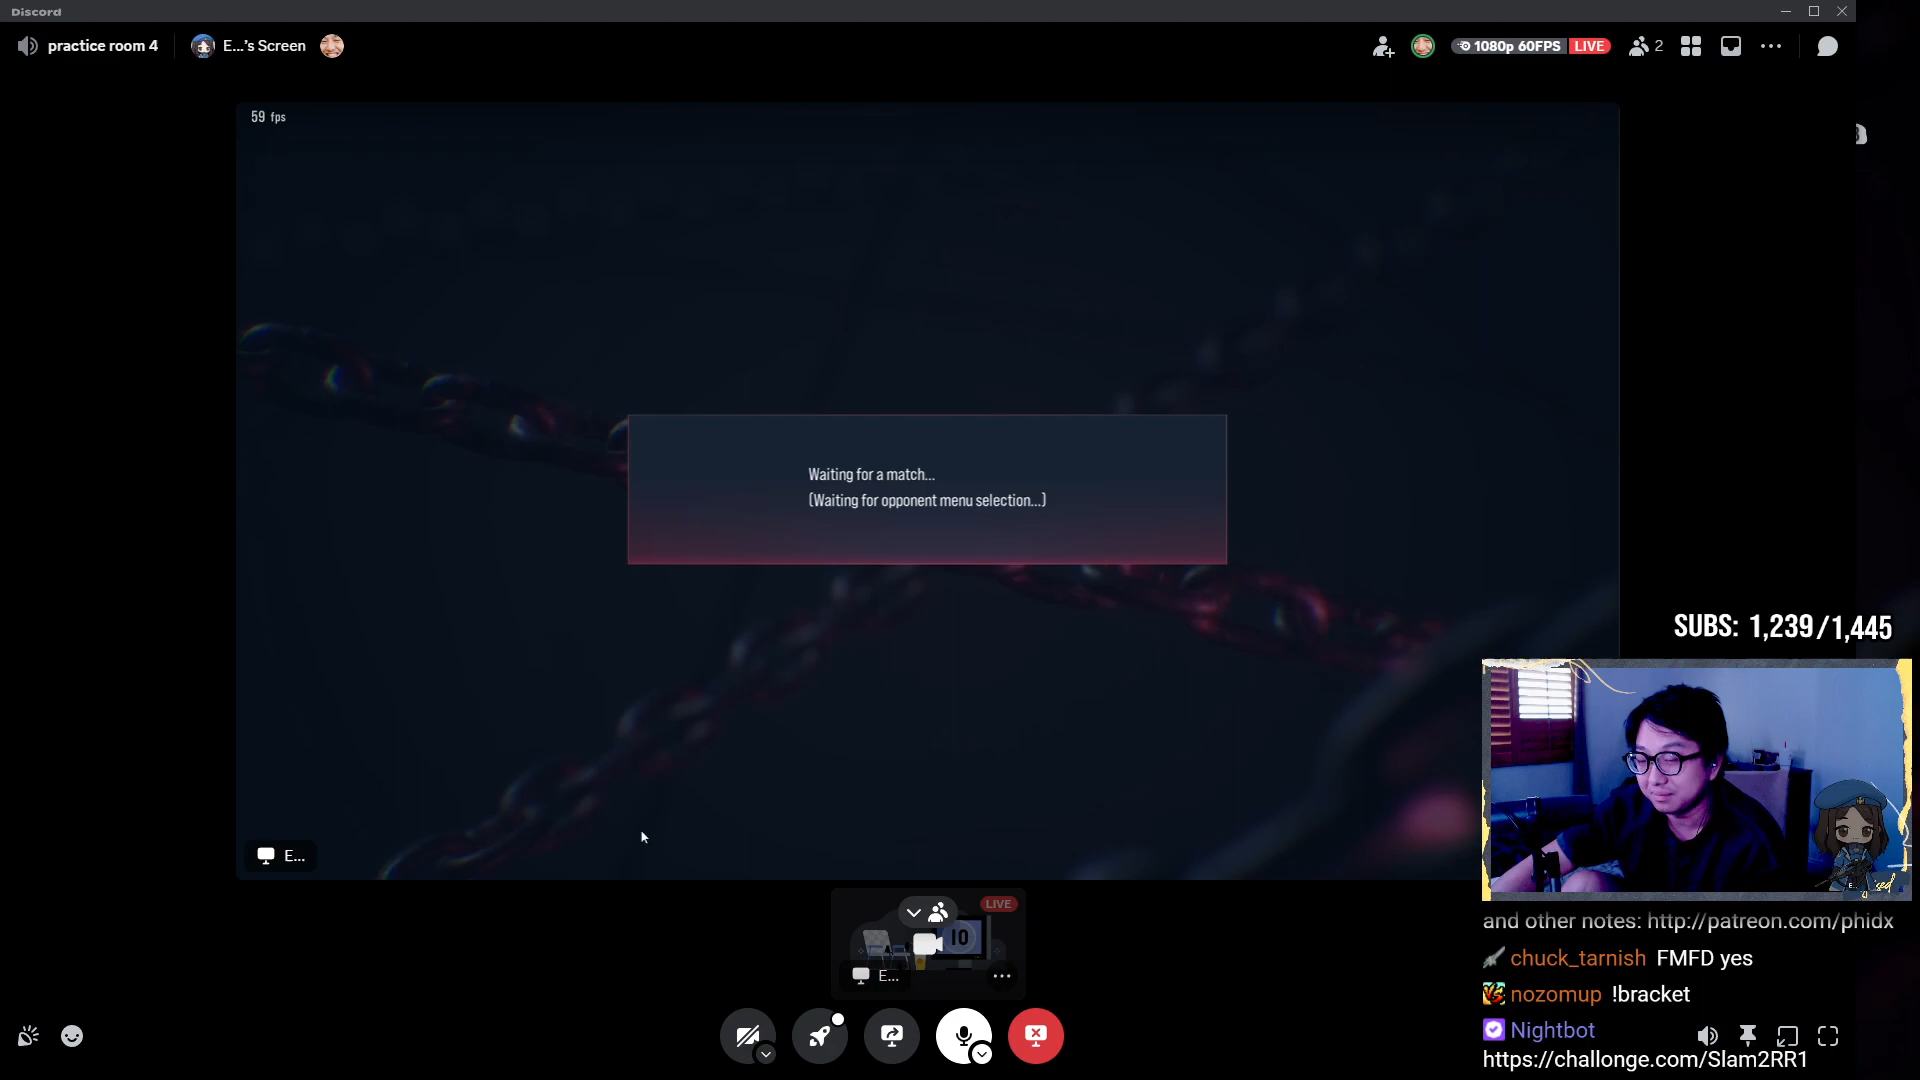 Discord
practice room 4
E...'s Screen
1080p 60FPS
LIVE
2
59 fps
Waiting for a match...
(Waiting for opponent menu selection...)
SUBS: 1,239/1,445
E...
LIVE
10
E...
and other notes: http://patreon.com/phidx
chuck_tarnish FMFD yes
nozomup !bracket
Nightbot
https://challonge.com/Slam2RR1